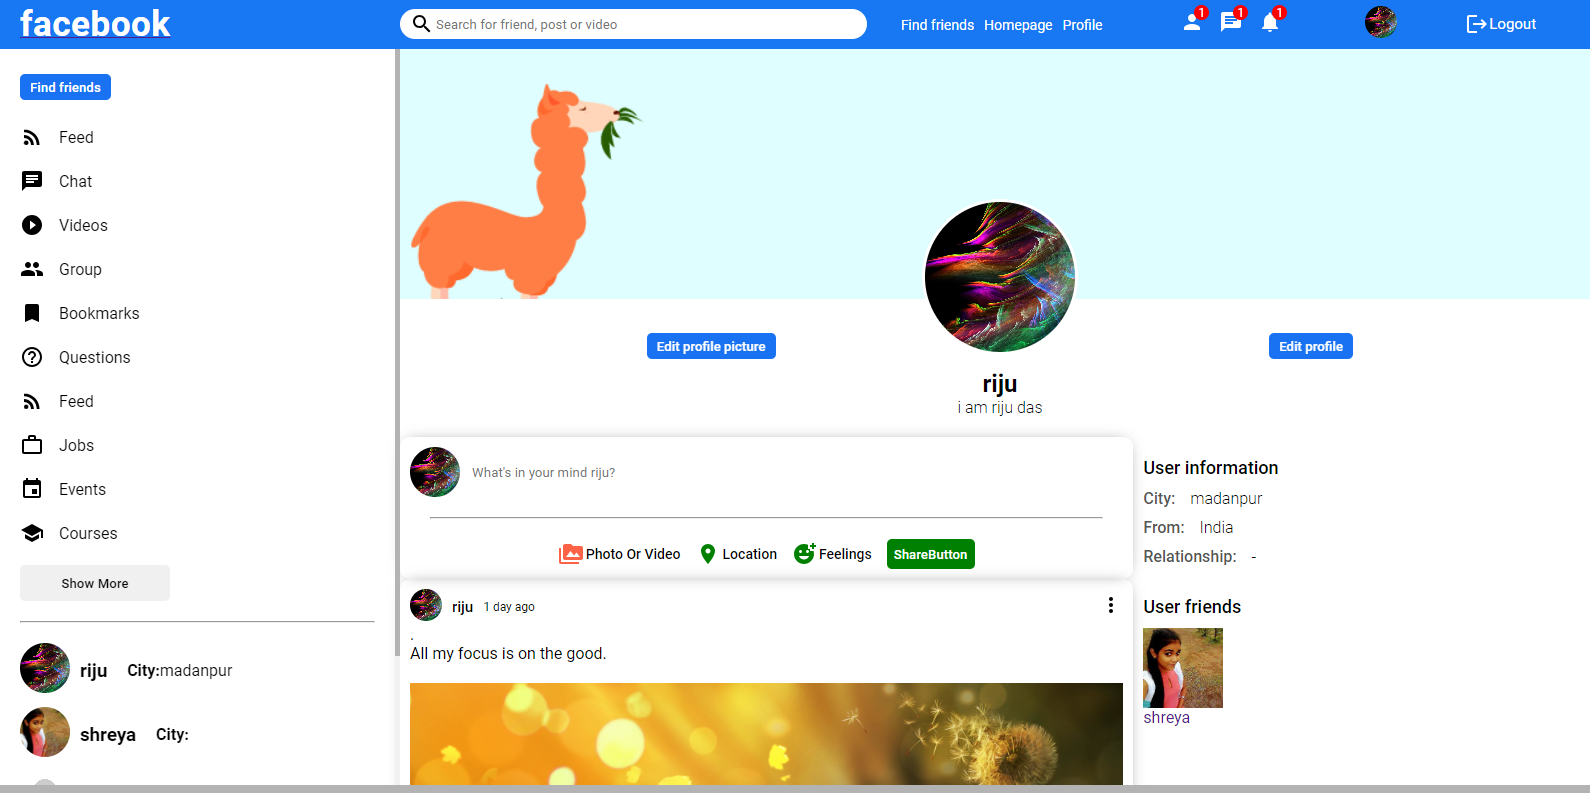 facebook
Search for friend, post or video
Find friends Homepage Profile
1
1
1
Logout
Find friends
Feed
Chat
Videos
Group
Bookmarks
Questions
Feed
Jobs
Events
Courses
Show More
riju City:madanpur
shreya City:
Edit profile picture
Edit profile
riju
i am riju das
What's in your mind riju?
Photo Or Video Location Feelings ShareButton
riju 1 day ago
.
All my focus is on the good.
User information
City: madanpur
From: India
Relationship: -
User friends
shreya